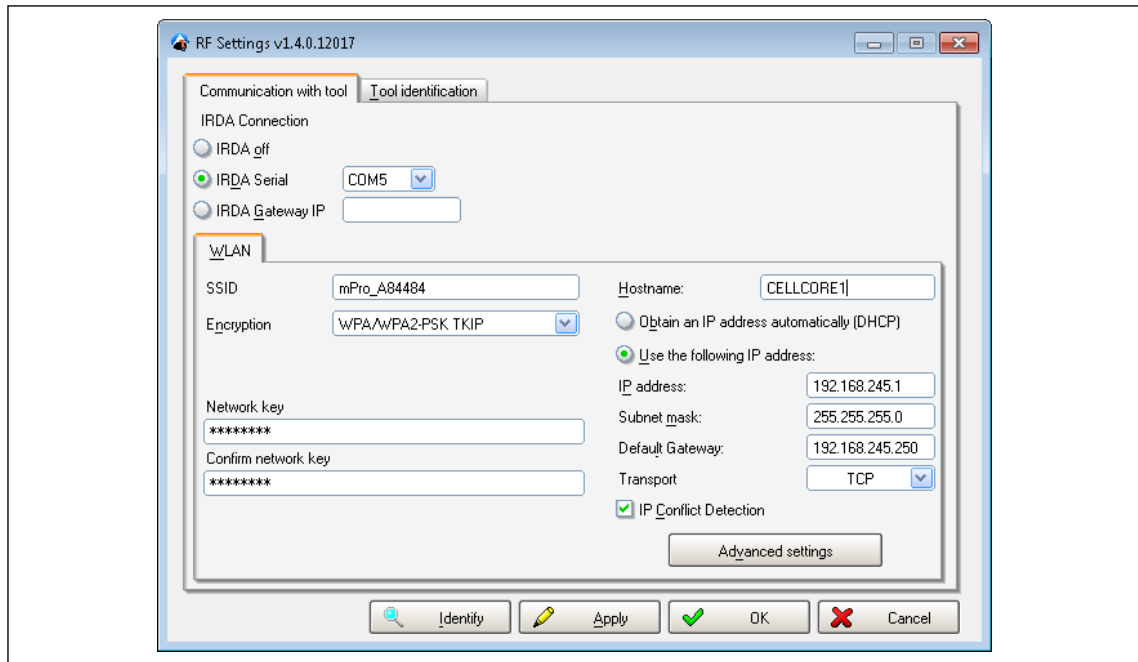 RF Settings v1.4.0.12017
Communication with tool
Tool identification
IRDA Connection
IRDA off
IRDA Serial
COM5
IRDA Gateway IP
WLAN
SSID
mPro_A84484
Encryption
WPA/WPA2-PSK TKIP
Network key
********
Confirm network key
********
Hostname:
CELLCORE1
Obtain an IP address automatically (DHCP)
Use the following IP address:
IP address:
192.168.245.1
Subnet mask:
255.255.255.0
Default Gateway:
192.168.245.250
Transport
TCP
IP Conflict Detection
Advanced settings
Identify
Apply
OK
Cancel